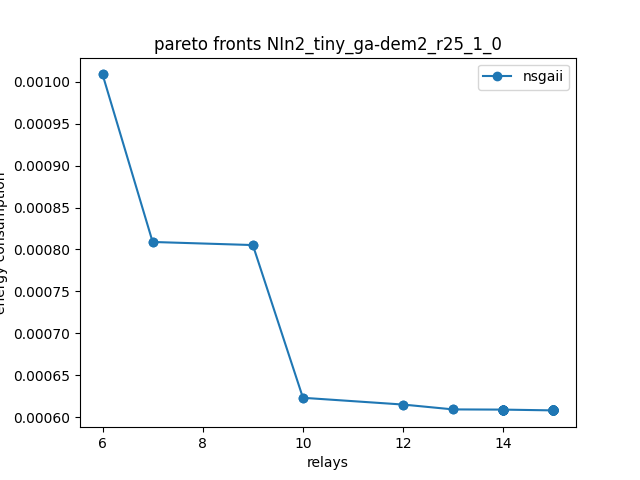 pareto fronts NIn2_tiny_ga-dem2_r25_1_0
nsgaii
0.00100
0.00095
0.00090
0.00085
0.00080
0.00075
0.00070
0.00065
0.00060
energy consumption
6 8 10 12 14
relays